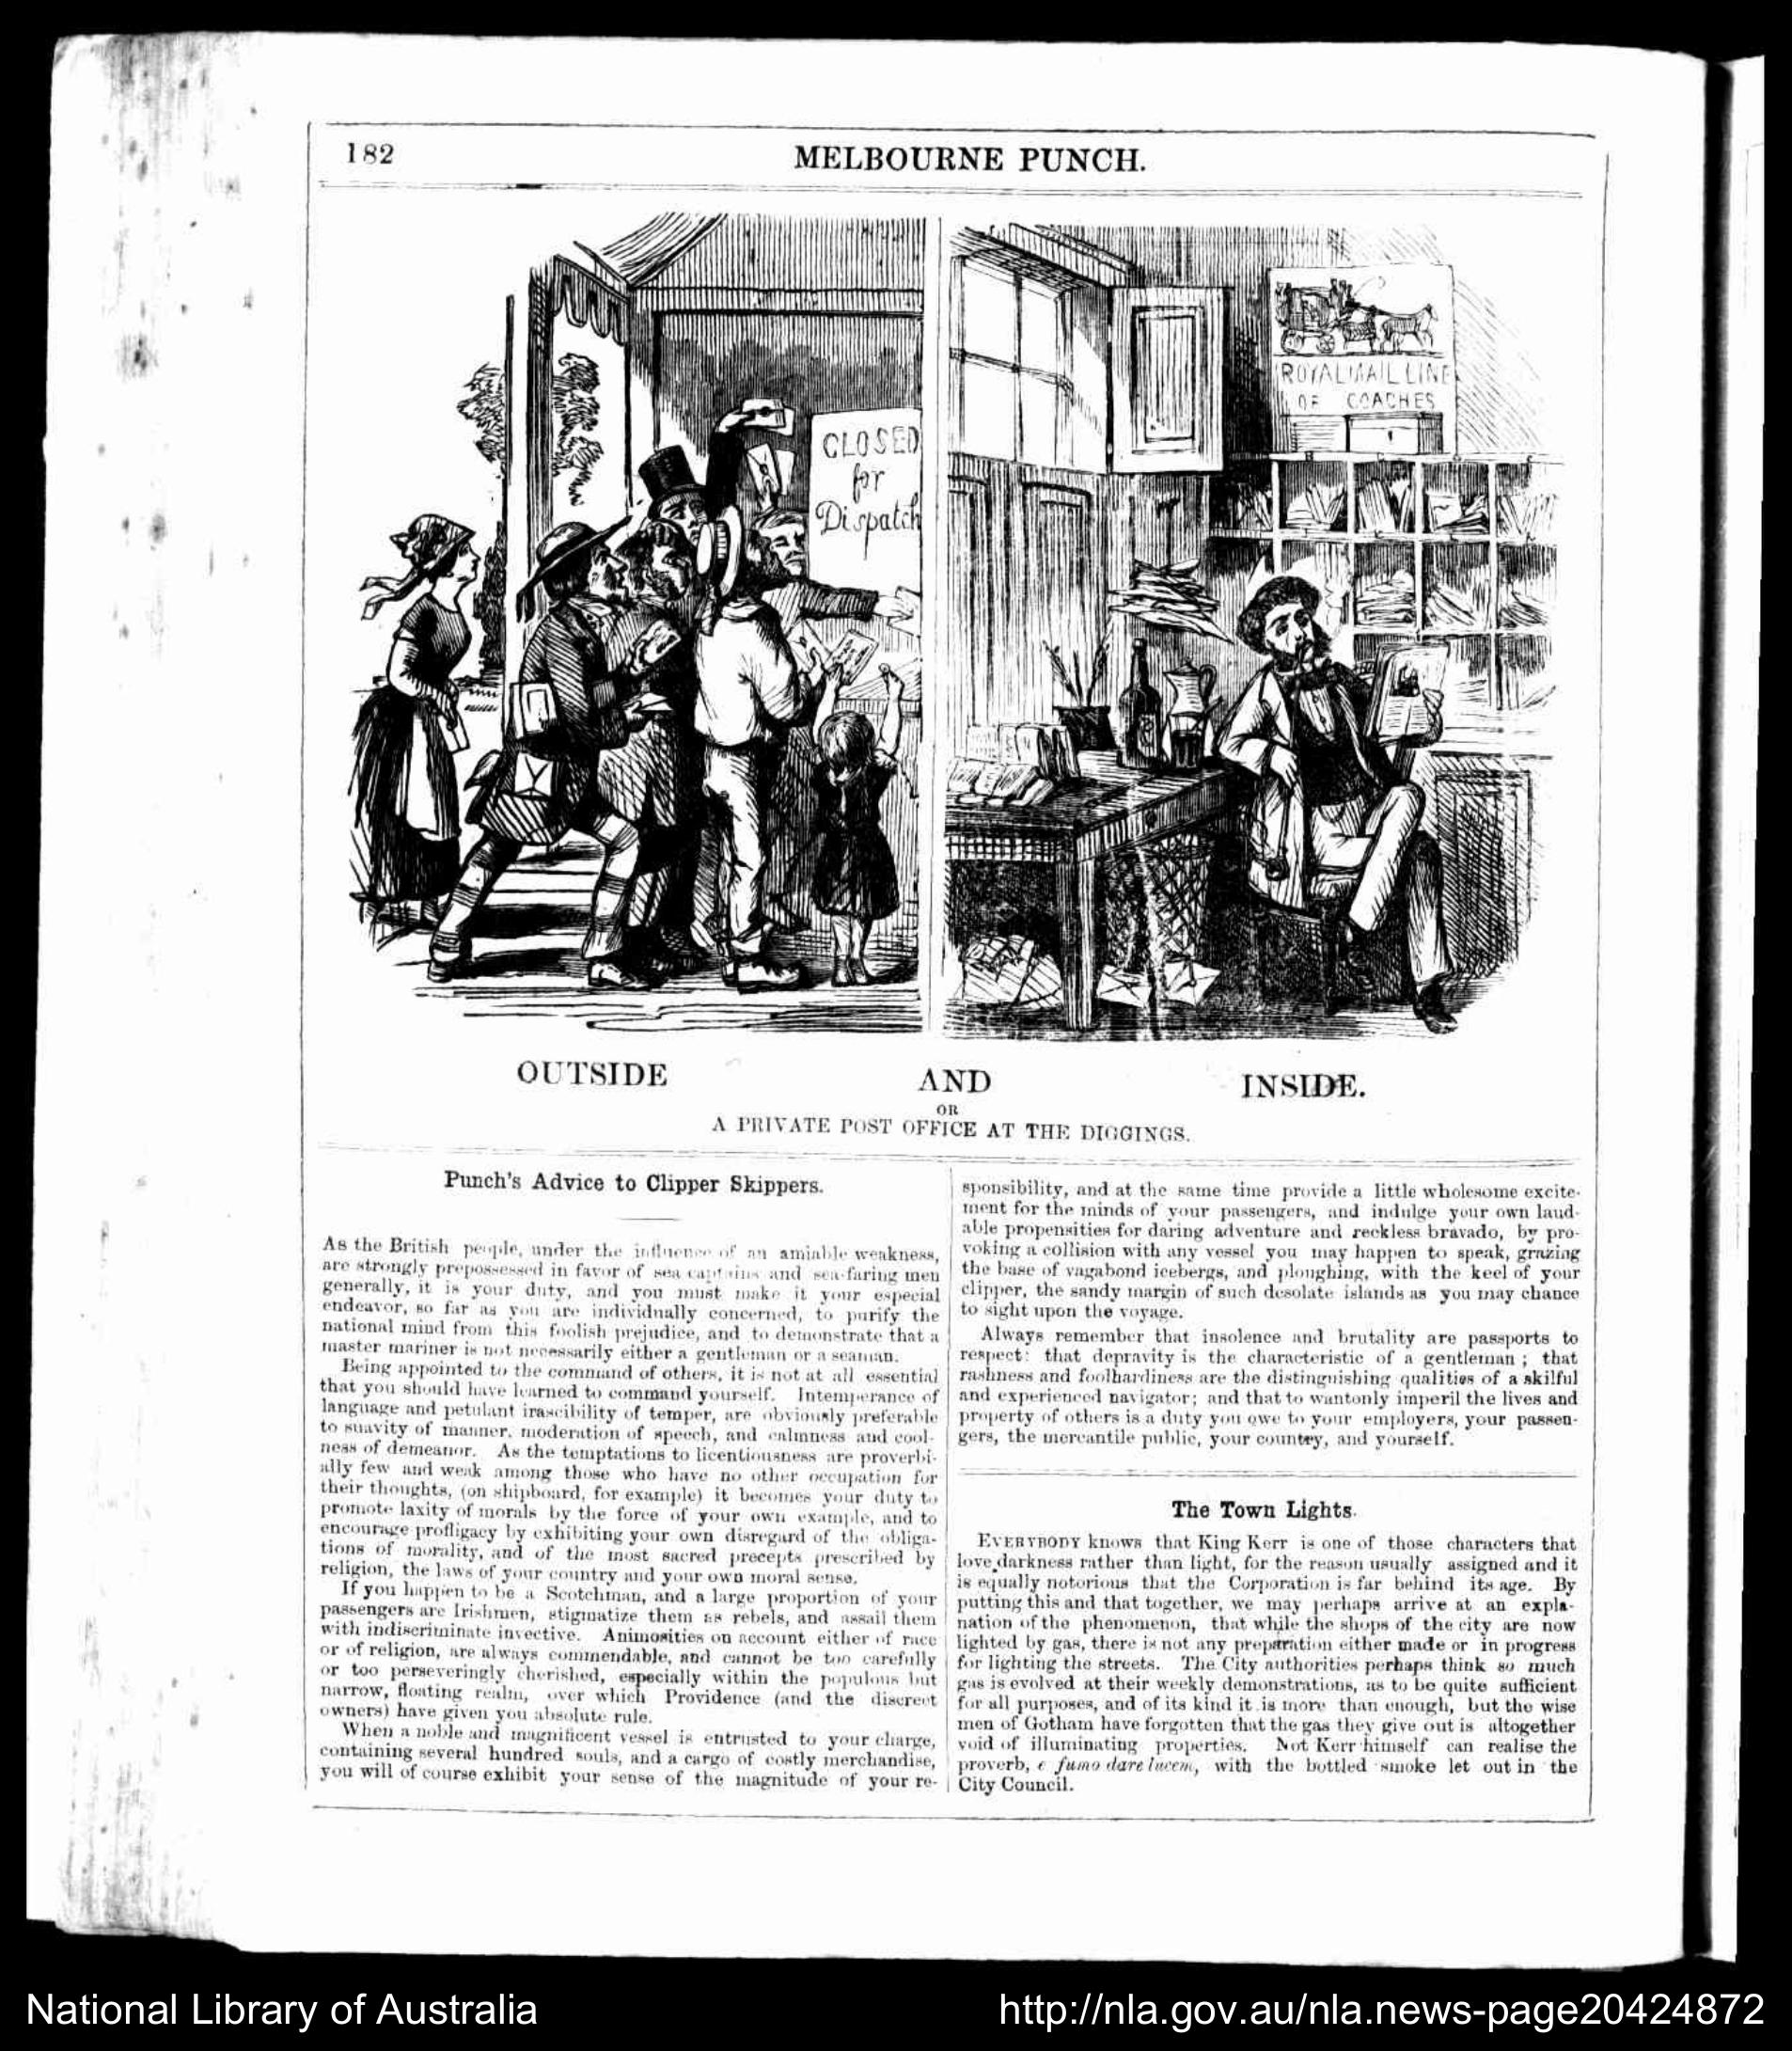 182
MELBOURNE PUNCH.
CLOSED
for
Dispatch
ROYAL MAIL LINE
OF COACHES
OUTSIDE AND INSIDE.
OR
A PRIVATE POST OFFICE AT THE DIGGINGS.
Punch's Advice to Clipper Skippers.
As the British people, under the influence of an amiable weakness,
are strongly prepossessed in favor of sea captains and sea-faring men
generally, it is your duty, and you must make it your especial
endeavor, so far as you are individually concerned, to purify the
national mind from this foolish prejudice, and to demonstrate that a
master mariner is not necessarily either a gentleman or a seaman.
Being appointed to the command of others, it is not at all essential
that you should have learned to command yourself. Intemperance of
language and petulant irascibility of temper, are obviously preferable
to suavity of manner, moderation of speech, and calmness and cool-
ness of demeanor. As the temptations to licentiousness are proverbi-
ally few and weak among those who have no other occupation for
their thoughts, (on shipboard, for example) it becomes your duty to
promote laxity of morals by the force of your own example, and to
encourage profligacy by exhibiting your own disregard of the obliga-
tions of morality, and of the most sacred precepts prescribed by
religion, the laws of your country and your own moral sense.
If you happen to be a Scotchman, and a large proportion of your
passengers are Irishmen, stigmatize them as rebels, and assail them
with indiscriminate invective. Animosities on account either of race
or of religion, are always commendable, and cannot be too carefully
or too perseveringly cherished, especially within the populous but
narrow, floating realm, over which Providence (and the discreet
owners) have given you absolute rule.
When a noble and magnificent vessel is entrusted to your charge,
containing several hundred souls, and a cargo of costly merchandise,
you will of course exhibit your sense of the magnitude of your re-
sponsibility, and at the same time provide a little wholesome excite-
ment for the minds of your passengers, and indulge your own laud-
able propensities for daring adventure and reckless bravado, by pro-
voking a collision with any vessel you may happen to speak, grazing
the base of vagabond icebergs, and ploughing, with the keel of your
clipper, the sandy margin of such desolate islands as you may chance
to sight upon the voyage.
Always remember that insolence and brutality are passports to
respect: that depravity is the characteristic of a gentleman; that
rashness and foolhardiness are the distinguishing qualities of a skilful
and experienced navigator; and that to wantonly imperil the lives and
property of others is a duty you owe to your employers, your passen-
gers, the mercantile public, your country, and yourself.
The Town Lights.
EVERYBODY knows that King Kerr is one of those characters that
love darkness rather than light, for the reason usually assigned and it
is equally notorious that the Corporation is far behind its age. By
putting this and that together, we may perhaps arrive at an expla-
nation of the phenomenon, that while the shops of the city are now
lighted by gas, there is not any preparation either made or in progress
for lighting the streets. The City authorities perhaps think so much
gas is evolved at their weekly demonstrations, as to be quite sufficient
for all purposes, and of its kind it is more than enough, but the wise
men of Gotham have forgotten that the gas they give out is altogether
void of illuminating properties. Not Kerr himself can realise the
proverb, e fumo dare lucem, with the bottled smoke let out in the
City Council.
National Library of Australia
http://nla.gov.au/nla.news-page20424872